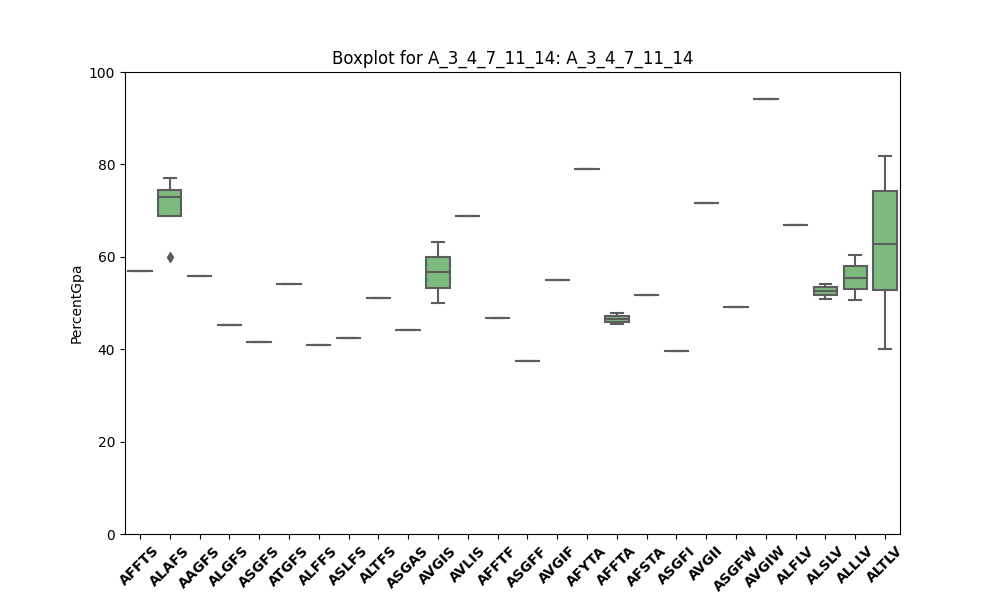 Boxplot for A_3_4_7_11_14: A_3_4_7_11_14
100
80
60
40
20
0
PercentGpa
AFFTS
ALAFS
AAGFS
ALGFS
ASGFS
ATGFS
ALFFS
ASLFS
ALTFS
ASGAS
AVGIS
AVLIS
AFFTF
ASGFF
AVGIF
AFYTA
AFFTA
AFSTA
ASGFI
AVGII
ASGFW
AVGIW
ALFLV
ALSLV
ALLLV
ALTLV